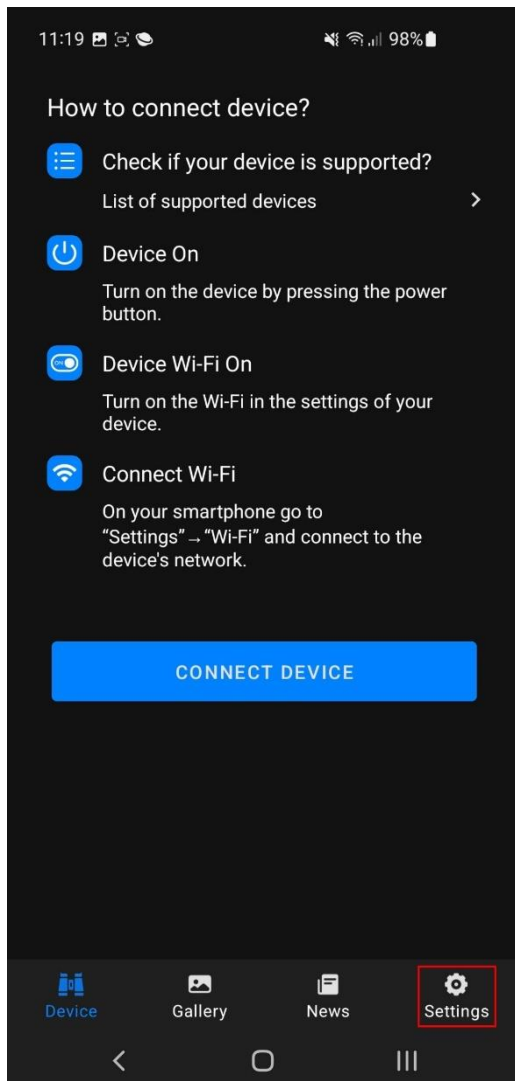 11:19 98%
How to connect device?
Check if your device is supported?
List of supported devices
Device On
Turn on the device by pressing the power
button.
Device Wi-Fi On
Turn on the Wi-Fi in the settings of your
device.
Connect Wi-Fi
On your smartphone go to
“Settings”→“Wi-Fi” and connect to the
device's network.
CONNECT DEVICE
Device Gallery News Settings